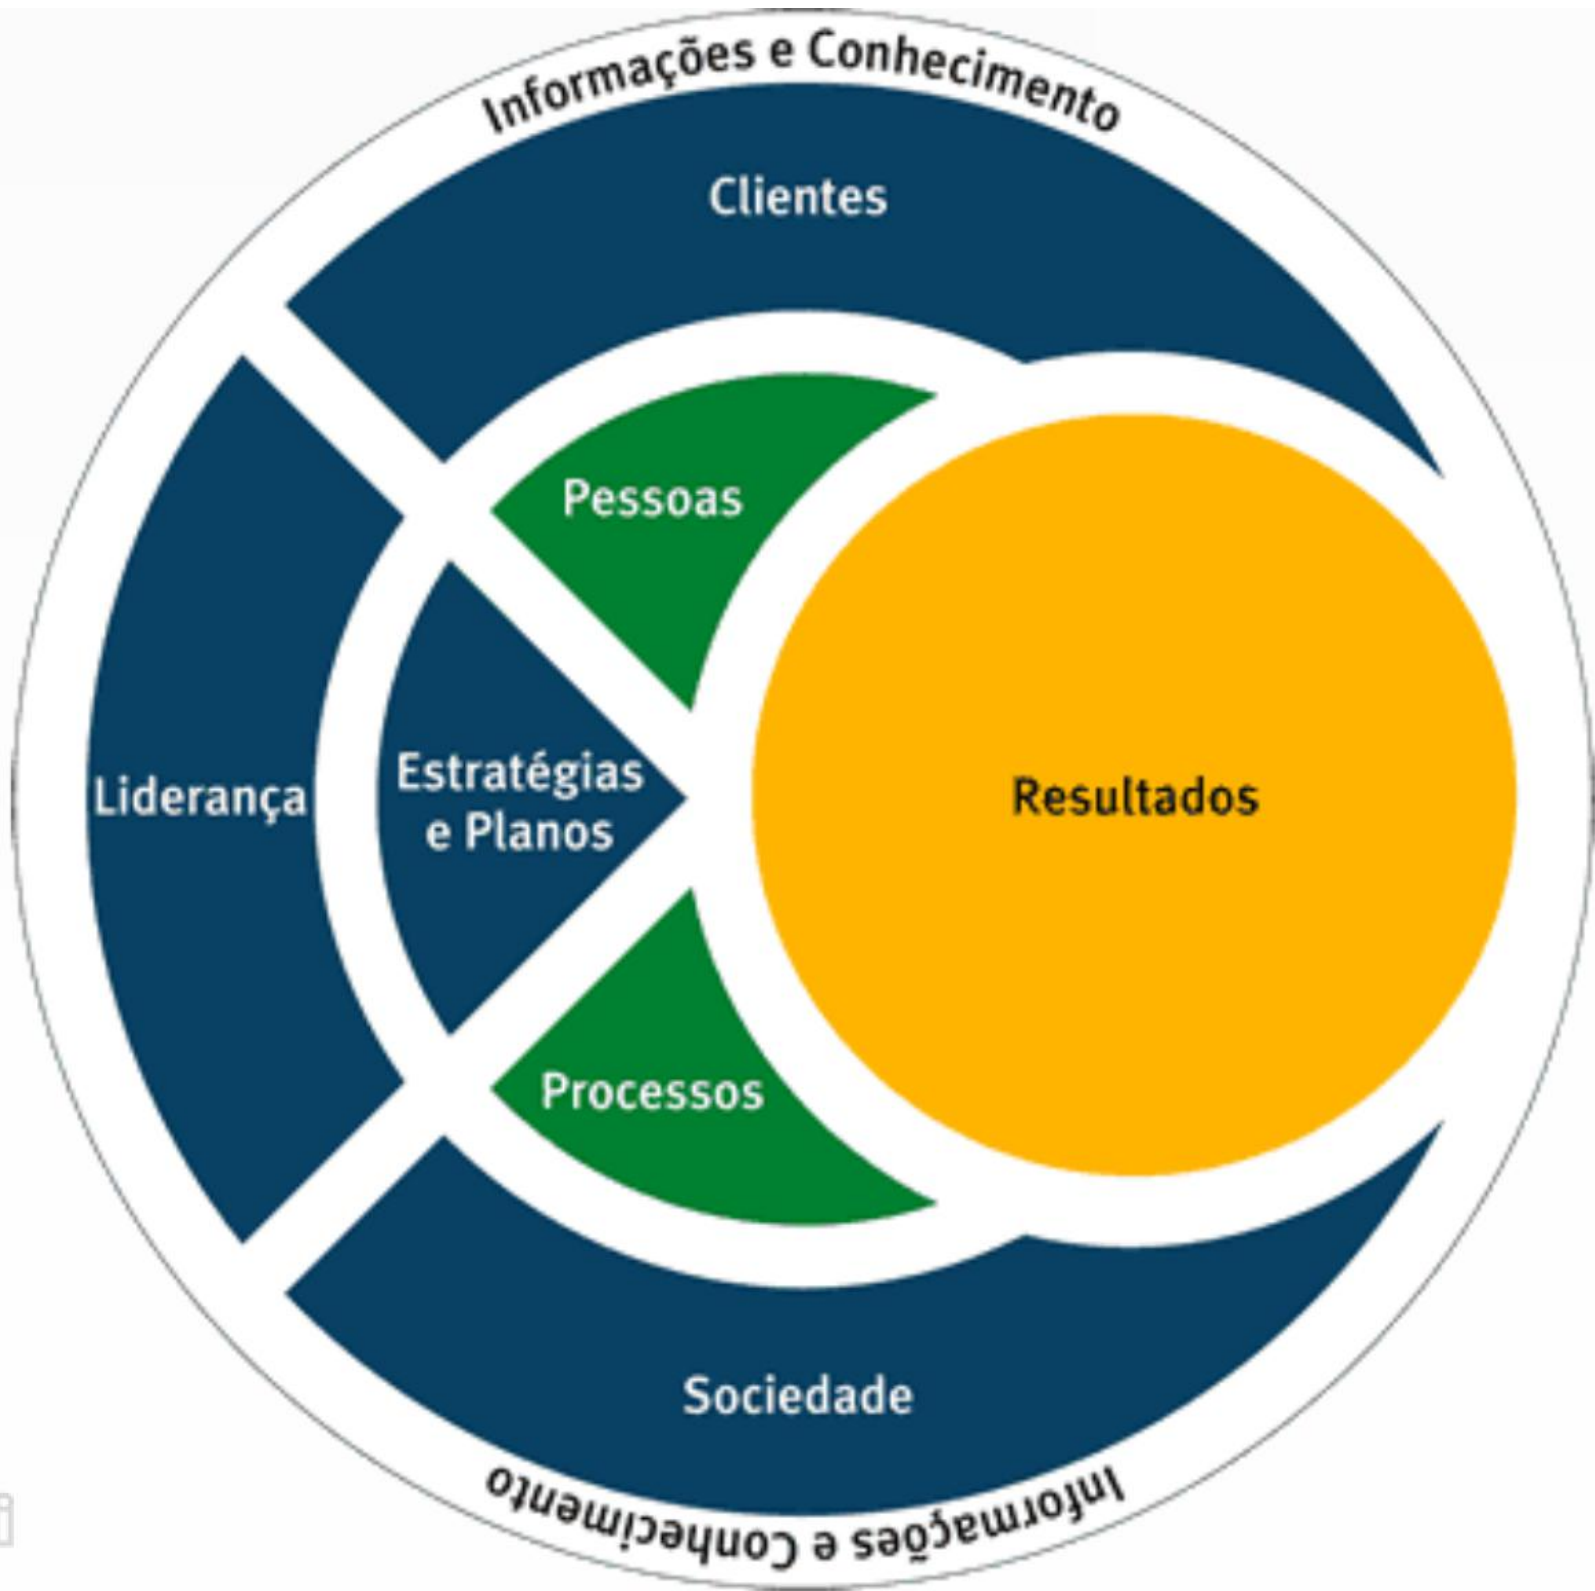 Informações e Conhecimento
Clientes
Pessoas
Liderança
Estratégias
e Planos
Resultados
Processos
Sociedade
Informações e Conhecimento